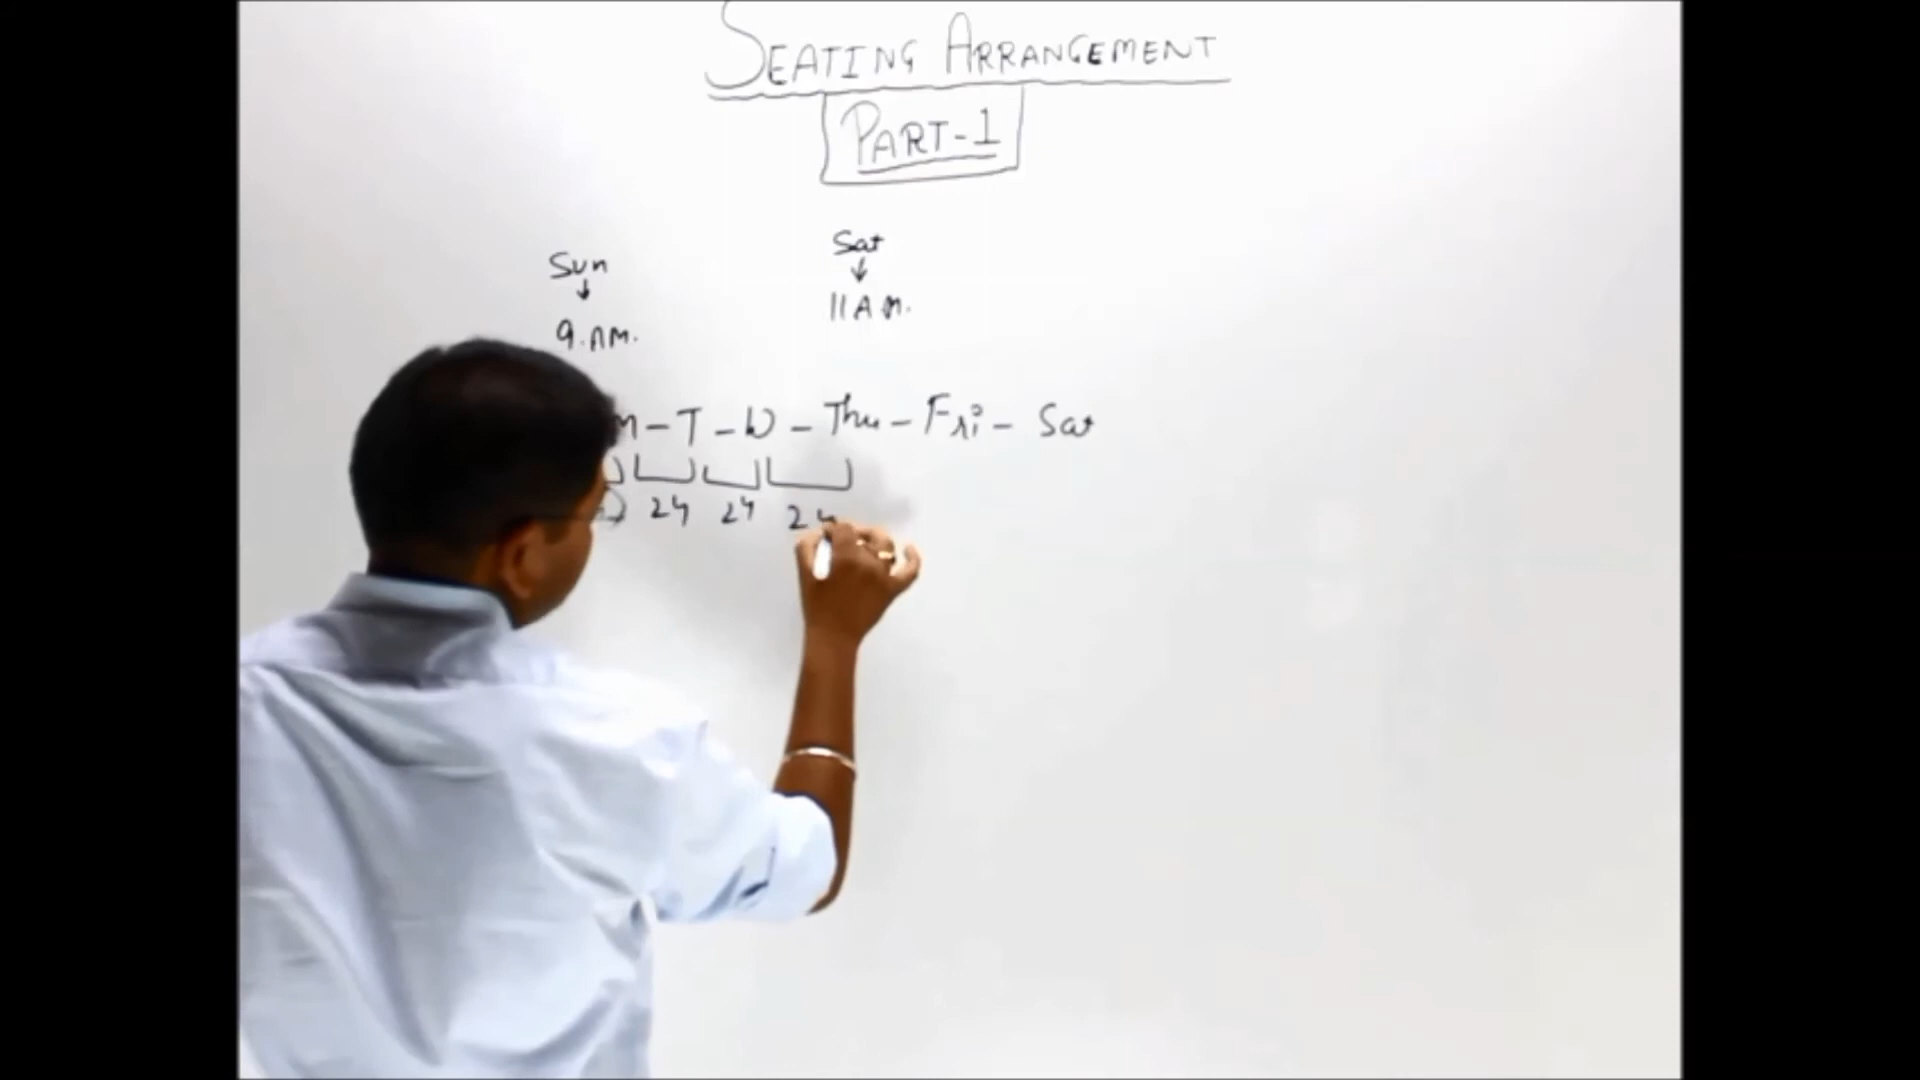 SEATING ARRANGEMENT
PART-1
Sun Sat
↓ ↓
9.AM. 11AM.
M-T-W-Thu-Fri-Sat
24 24 24